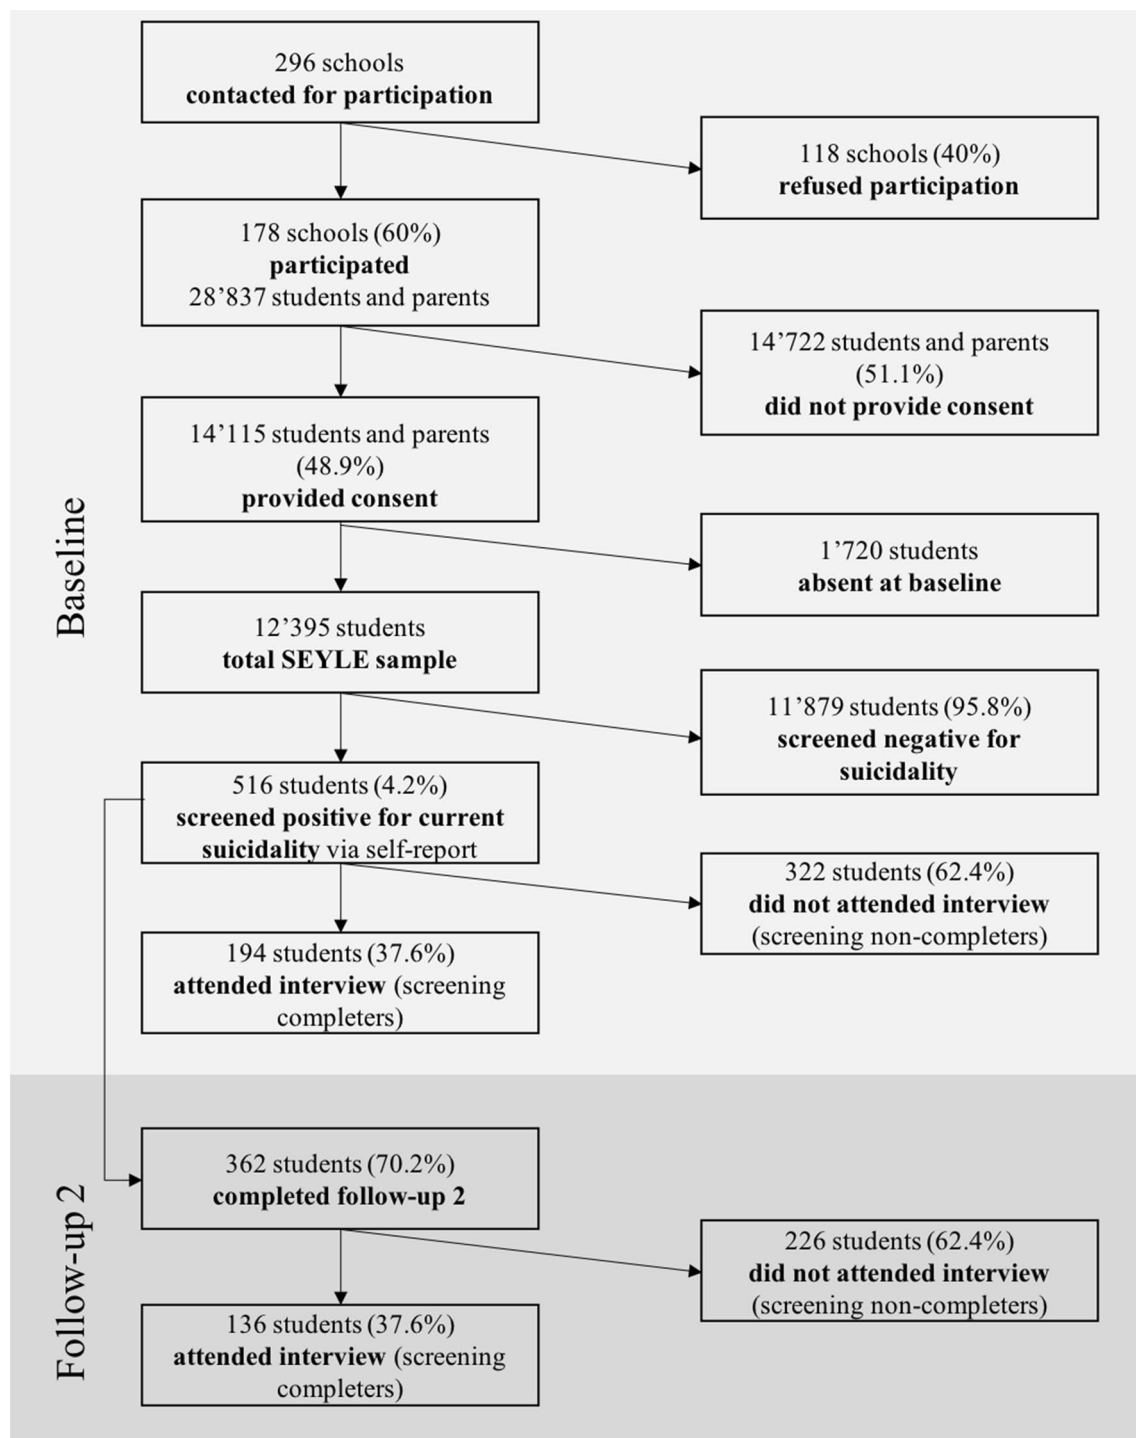 296 schools
contacted for participation
118 schools (40%)
refused participation
178 schools (60%)
participated
28’837 students and parents
14’722 students and parents
(51.1%)
did not provide consent
14’115 students and parents
(48.9%)
provided consent
1’720 students
absent at baseline
12’395 students
total SEYLE sample
11’879 students (95.8%)
screened negative for
suicidality
516 students (4.2%)
screened positive for current
suicidality via self-report
322 students (62.4%)
did not attended interview
(screening non-completers)
194 students (37.6%)
attended interview (screening
completers)
Baseline
362 students (70.2%)
completed follow-up 2
226 students (62.4%)
did not attended interview
(screening non-completers)
136 students (37.6%)
attended interview (screening
completers)
Follow-up 2